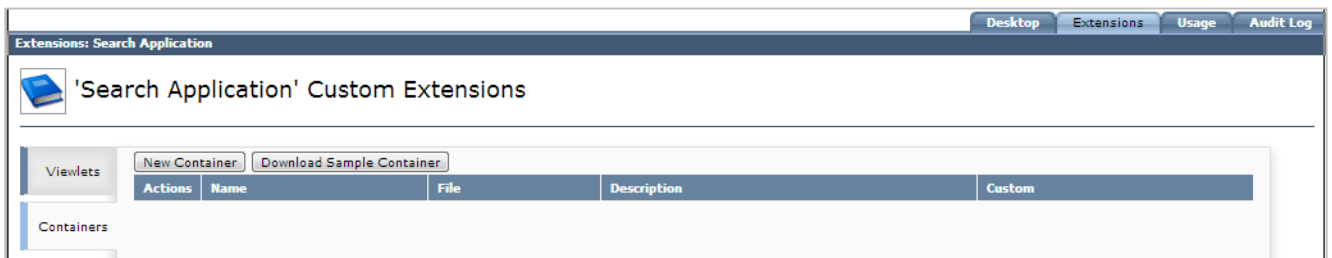 Desktop Extensions Usage Audit Log
Extensions: Search Application
'Search Application' Custom Extensions
Viewlets
New Container Download Sample Container
Actions Name File Description Custom
Containers